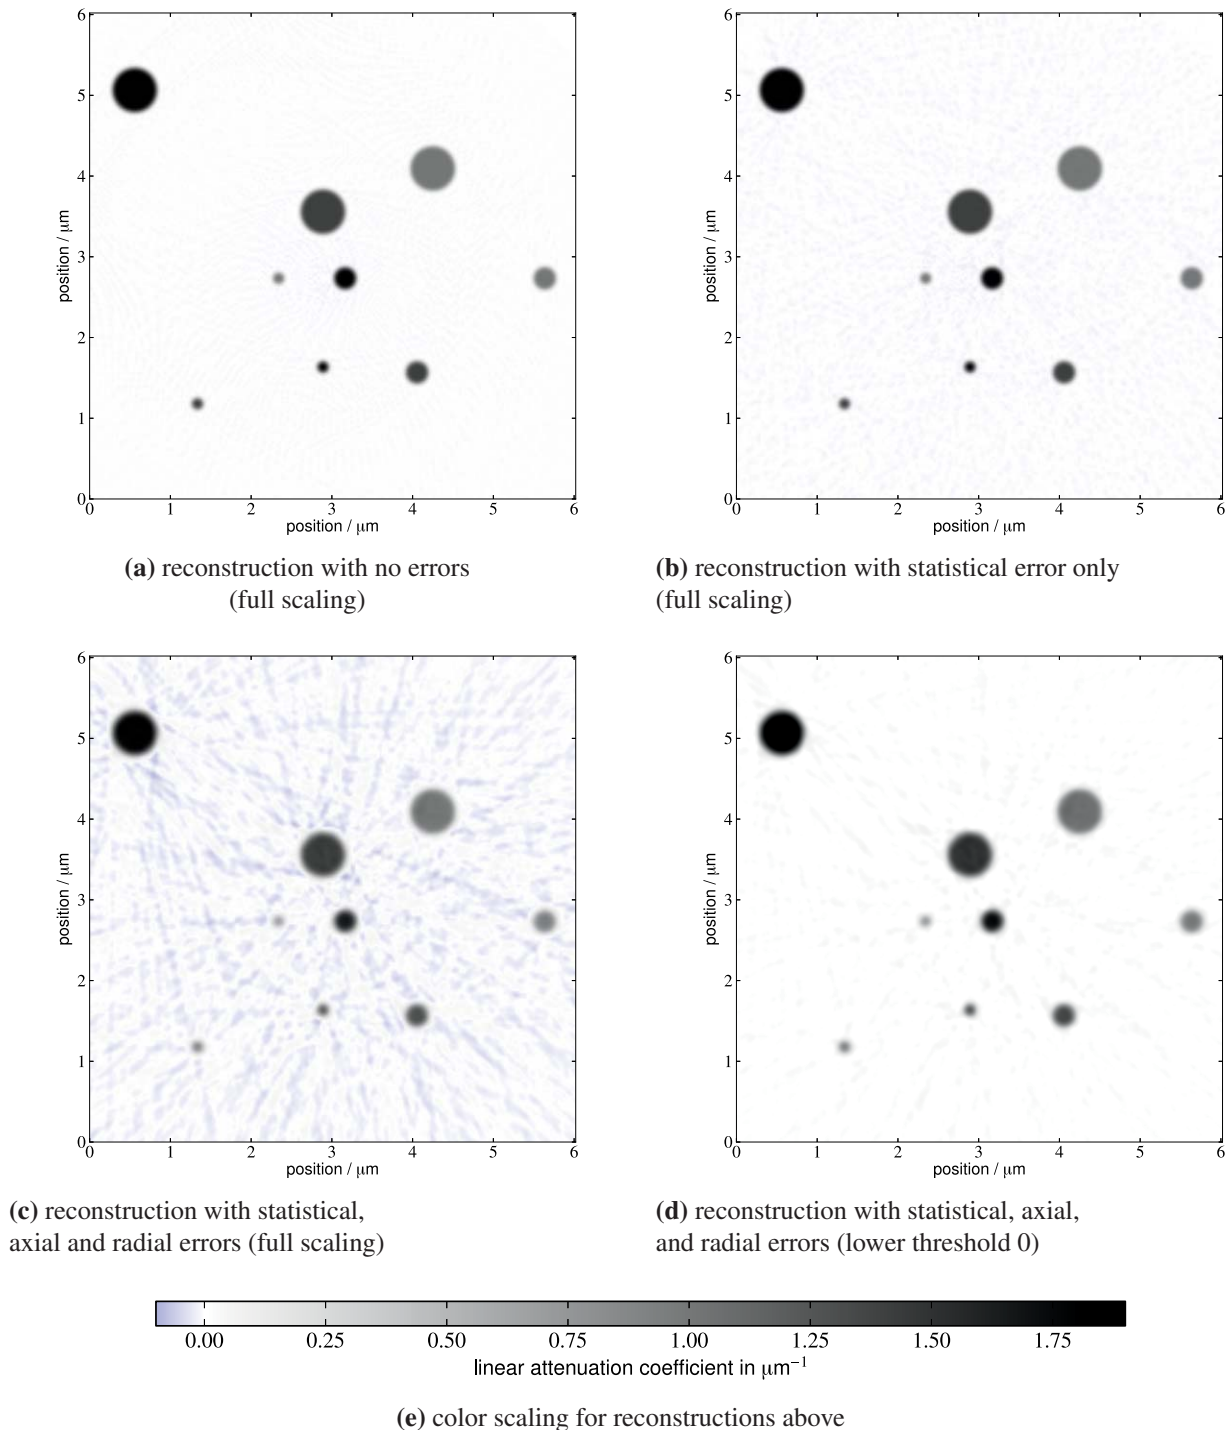 6
5
4
3
2
1
0
position / μm
0 1 2 3 4 5 6
position / μm
(a) reconstruction with no errors
(full scaling)
6
5
4
3
2
1
0
position / μm
0 1 2 3 4 5 6
position / μm
(b) reconstruction with statistical error only
(full scaling)
6
5
4
3
2
1
0
position / μm
0 1 2 3 4 5 6
position / μm
(c) reconstruction with statistical,
axial and radial errors (full scaling)
6
5
4
3
2
1
0
position / μm
0 1 2 3 4 5 6
position / μm
(d) reconstruction with statistical, axial,
and radial errors (lower threshold 0)
0.00 0.25 0.50 0.75 1.00 1.25 1.50 1.75
linear attenuation coefficient in μm⁻¹
(e) color scaling for reconstructions above